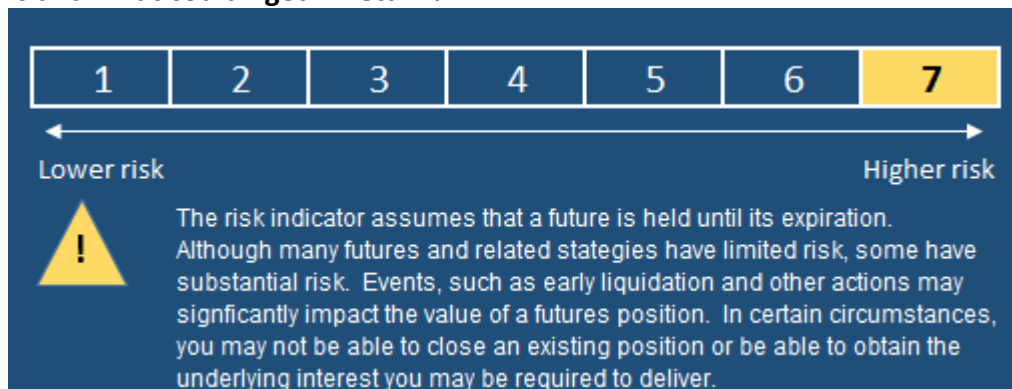 1 2 3 4 5 6 7
Lower risk Higher risk
!
The risk indicator assumes that a future is held until its expiration.
Although many futures and related stategies have limited risk, some have
substantial risk. Events, such as early liquidation and other actions may
signficantly impact the value of a futures position. In certain circumstances,
you may not be able to close an existing position or be able to obtain the
underlying interest you may be required to deliver.